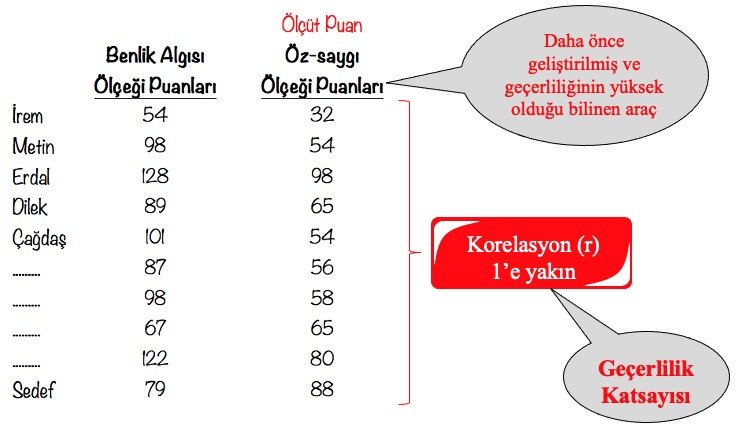 Ölçüt Puan
Benlik Algısı Öz-saygı
Ölçeği Puanları Ölçeği Puanları
İrem 54 32
Metin 98 54
Erdal 128 98
Dilek 89 65
Çağdaş 101 54
......... 87 56
......... 98 58
......... 67 65
......... 122 80
Sedef 79 88
Daha önce
geliştirilmiş ve
geçerliliğinin yüksek
olduğu bilinen araç
Korelasyon (r)
1’e yakın
Geçerlilik
Katsayısı